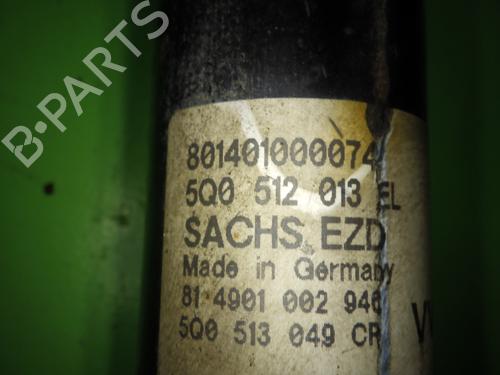 B-PARTS
801401000074
5Q0 512 013 EL
SACHS EZD
Made in Germany
81 4901 002 946
5Q0 513 049 CR